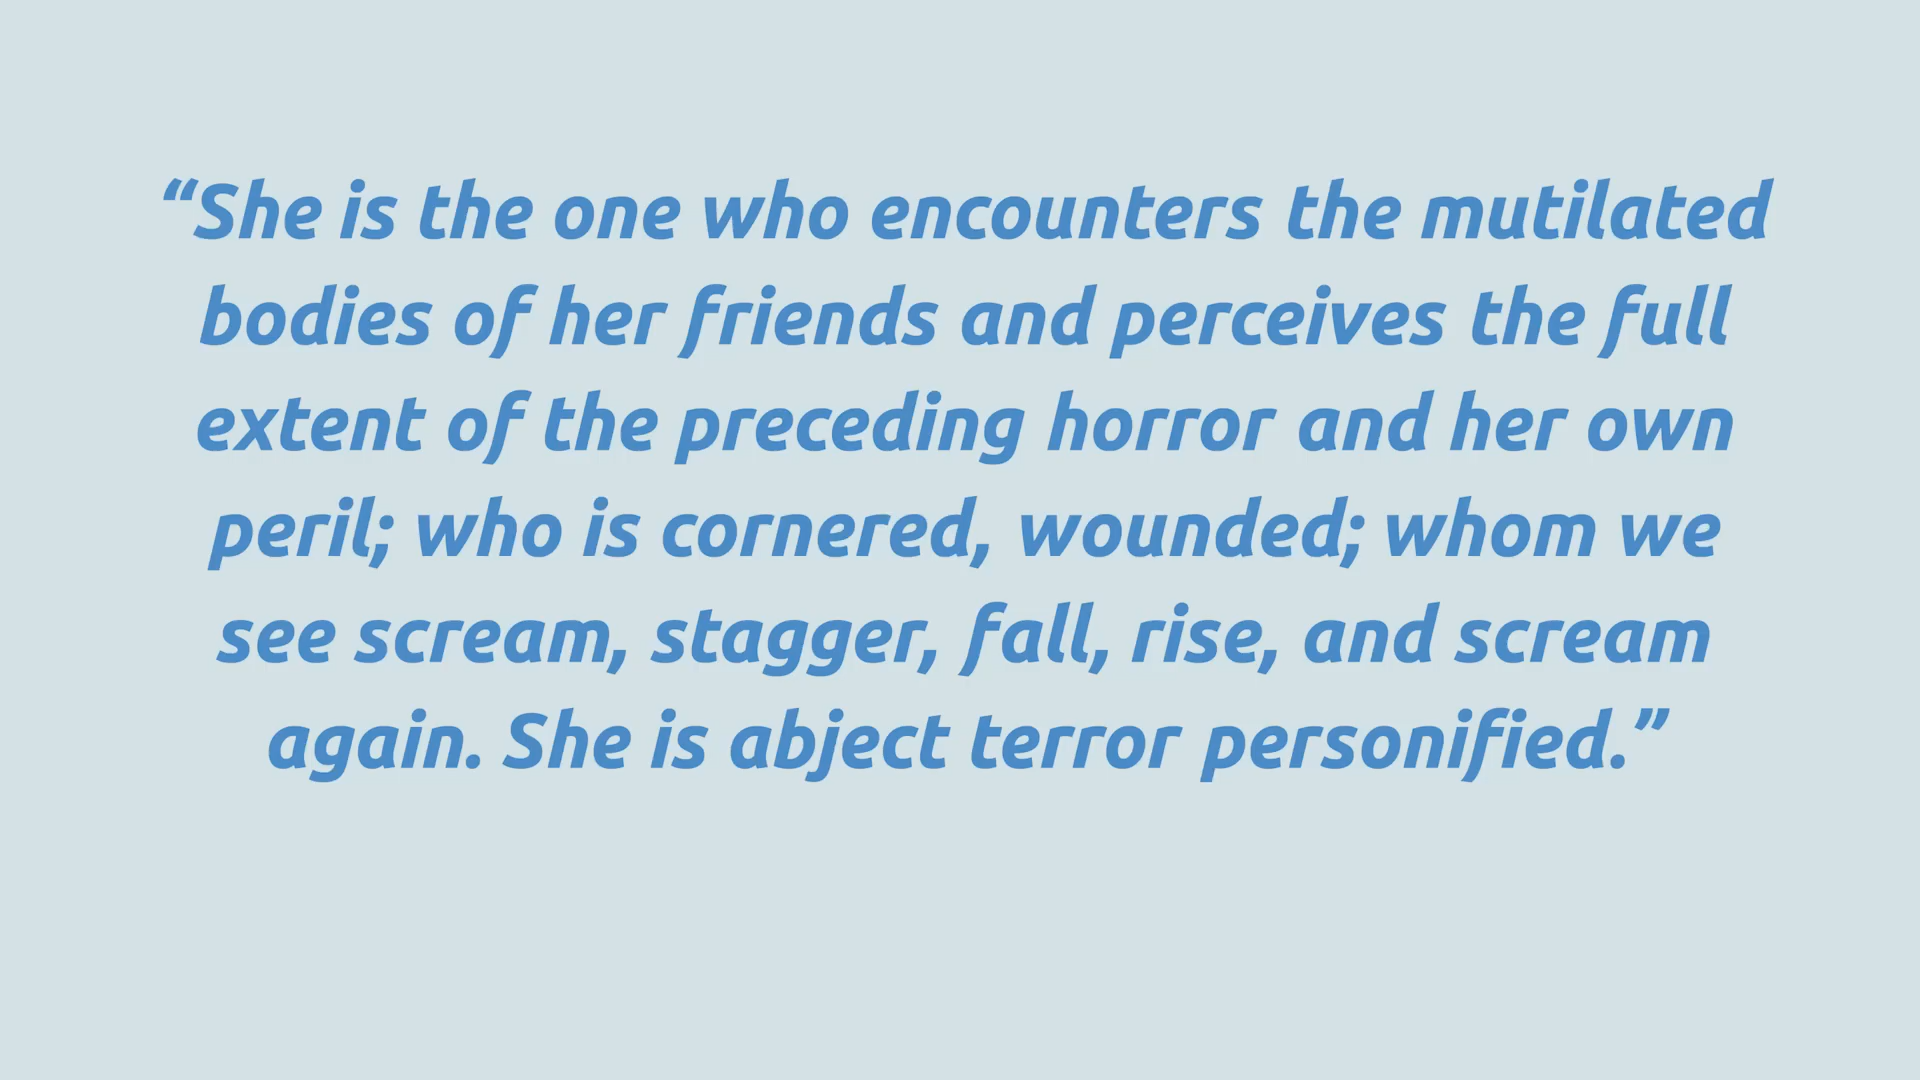 “She is the one who encounters the mutilated
bodies of her friends and perceives the full
extent of the preceding horror and her own
peril; who is cornered, wounded; whom we
see scream, stagger, fall, rise, and scream
again. She is abject terror personified.”